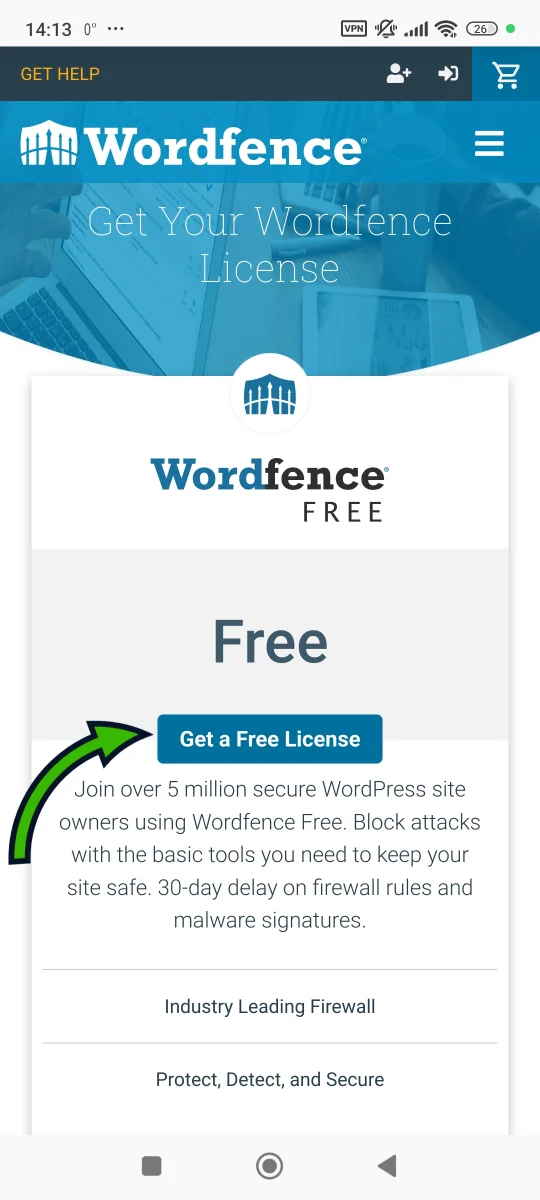 14:13 0° ···
VPN 26
GET HELP
Wordfence®
Get Your Wordfence
License
Wordfence®
FREE
Free
Get a Free License
Join over 5 million secure WordPress site
owners using Wordfence Free. Block attacks
with the basic tools you need to keep your
site safe. 30-day delay on firewall rules and
malware signatures.
Industry Leading Firewall
Protect, Detect, and Secure